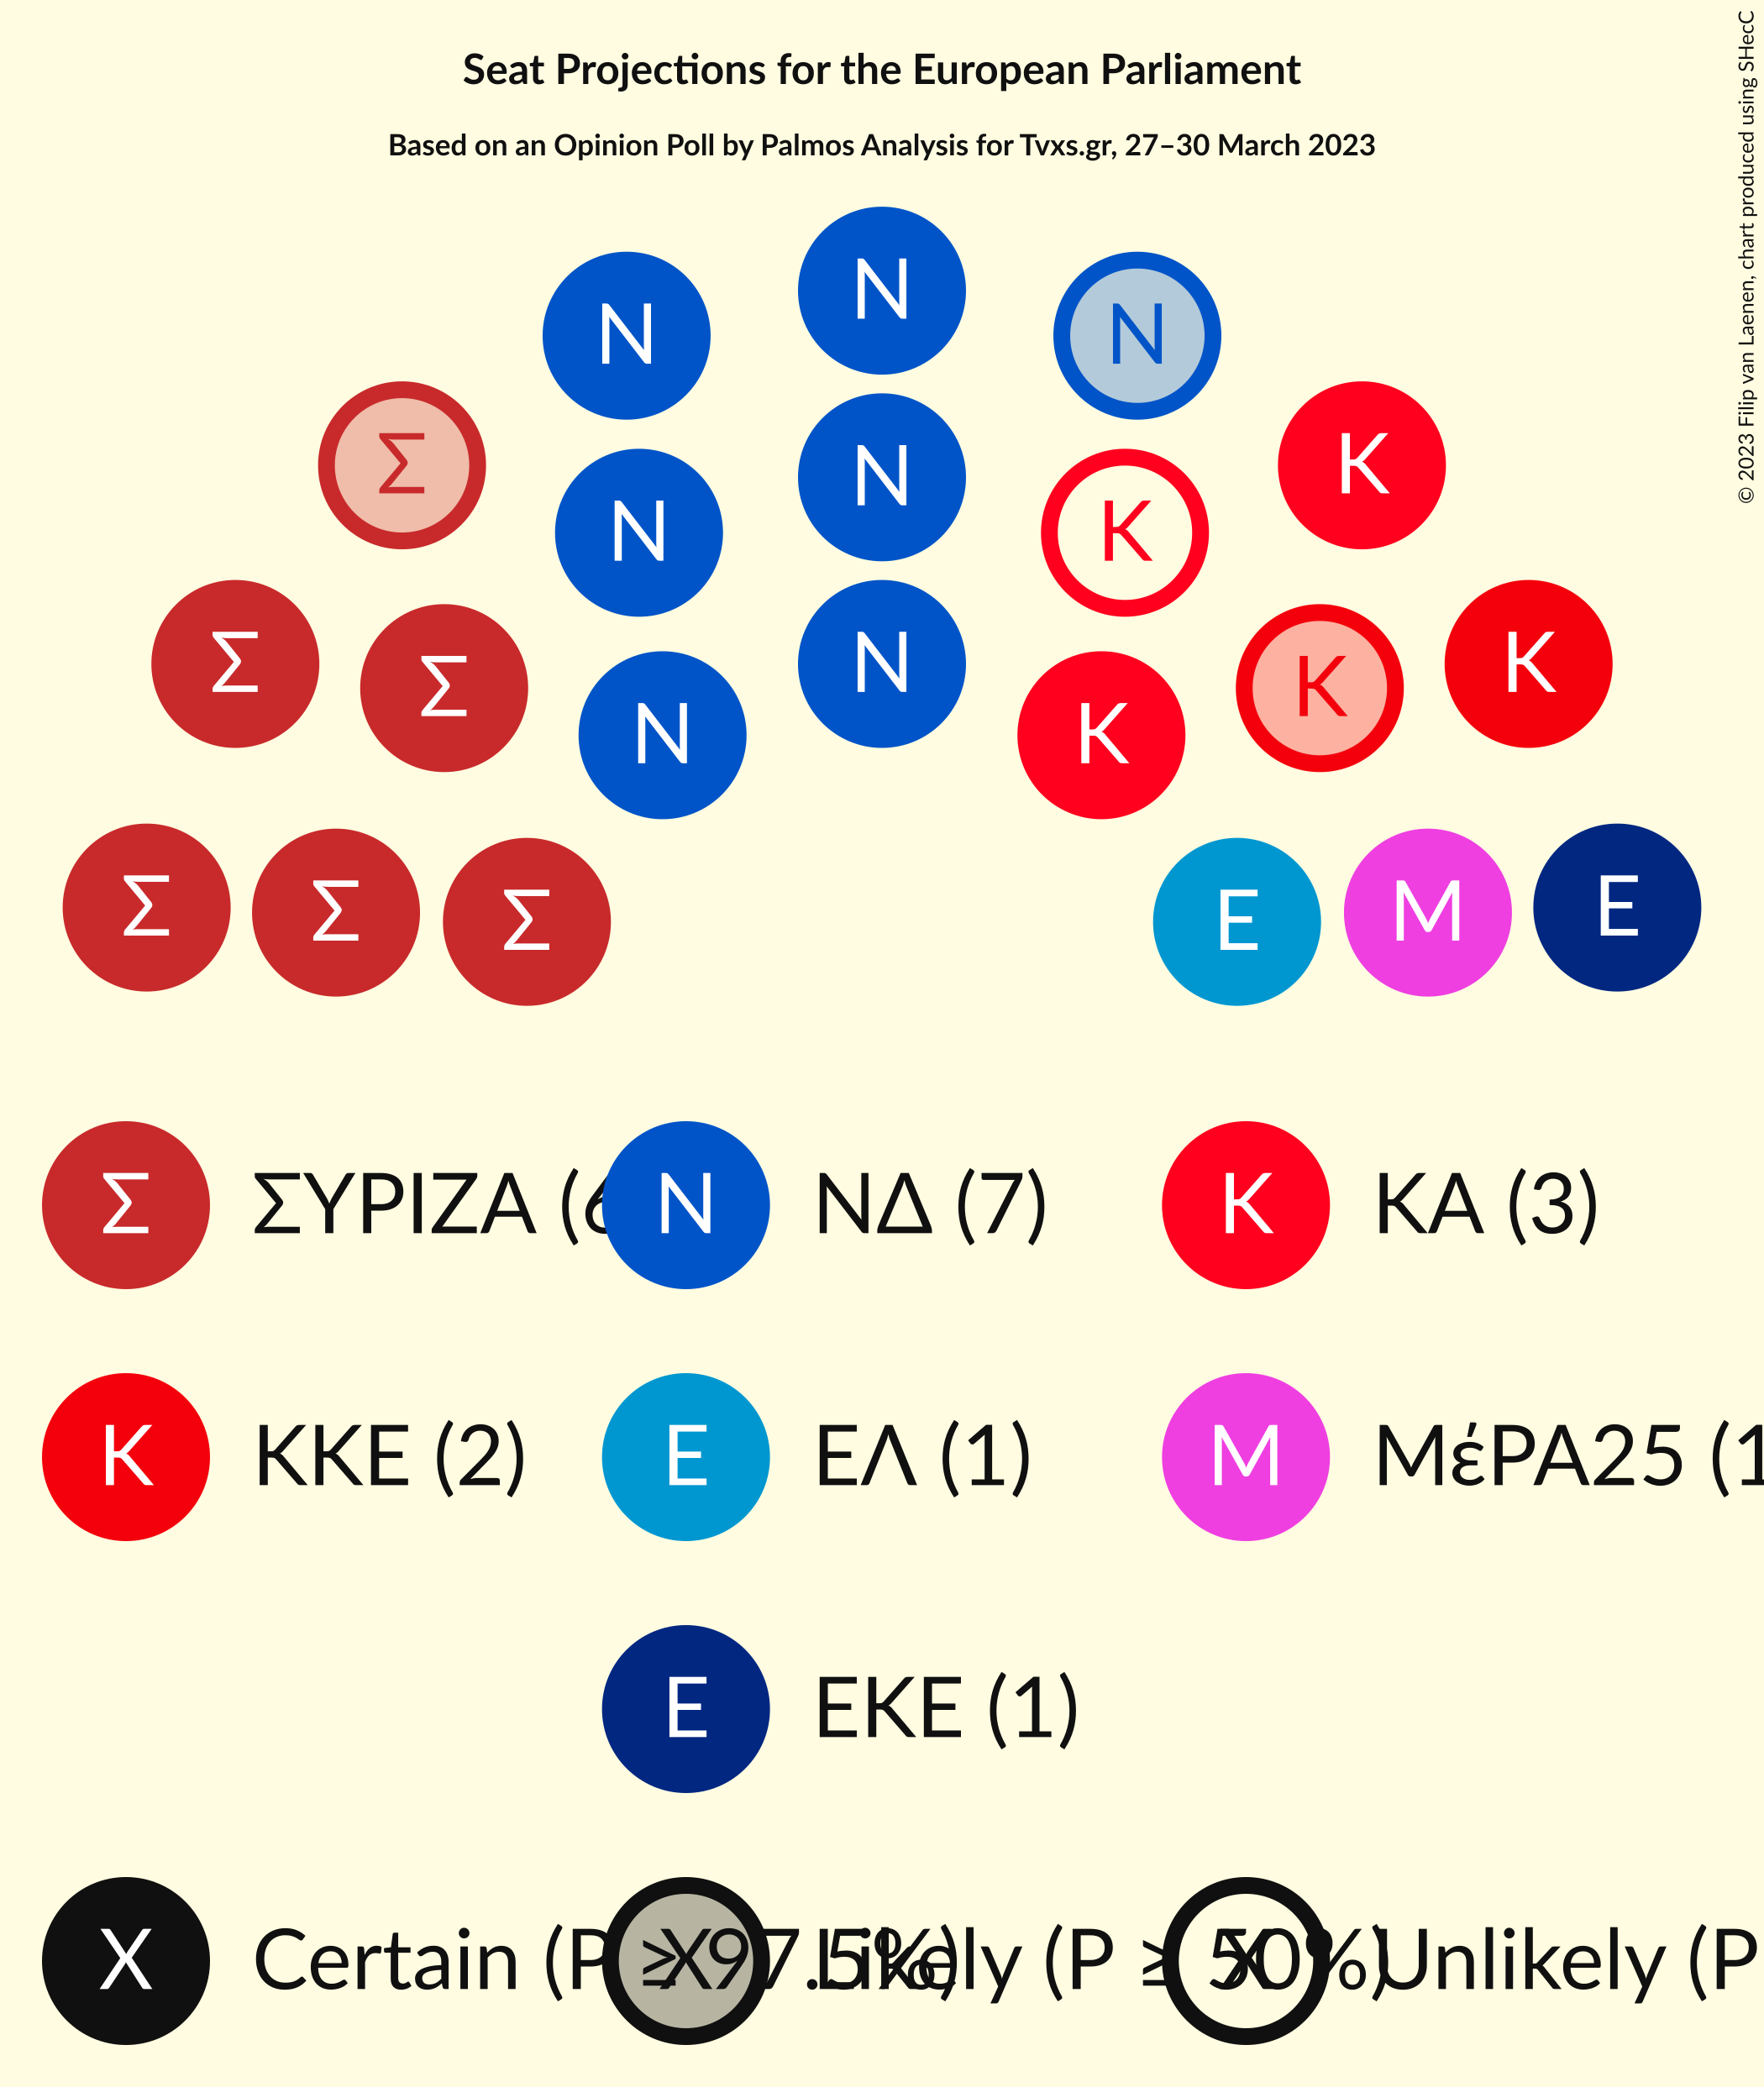 Seat Projections for the European Parliament
Based on an Opinion Poll by Palmos Analysis for Tvxs.gr, 27–30 March 2023
© 2023 Filip van Laenen, chart produced using SHecC
N
N N
Σ N K
N K
Σ N K
Σ N K K
Σ Σ Σ E M E
Σ ΣΥΡΙΖΑ (6 N ΝΔ (7) K ΚΑ (3)
K ΚΚΕ (2) E ΕΛ (1) M ΜέΡΑ25 (1
E ΕΚΕ (1)
X Certain (P ≥ 97.5%) X Likely (P ≥ 50%) X Unlikely (P